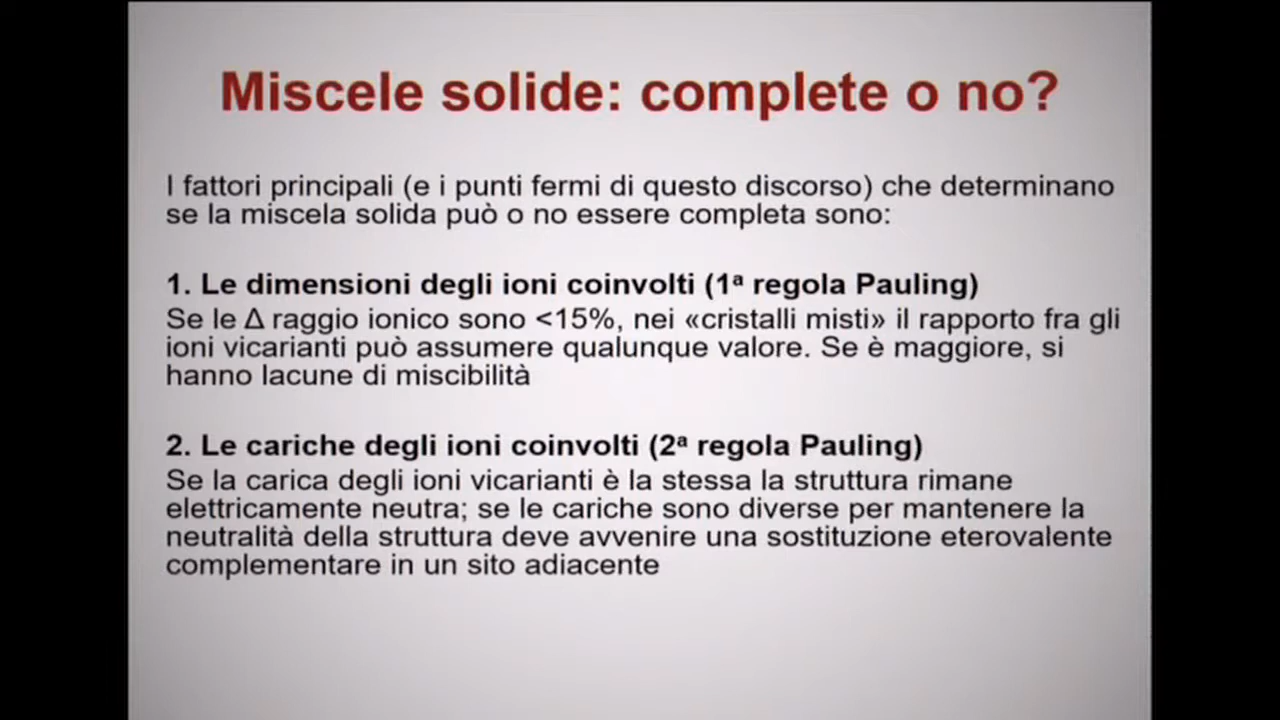 Miscele solide: complete o no?
I fattori principali (e i punti fermi di questo discorso) che determinano
se la miscela solida può o no essere completa sono:
1. Le dimensioni degli ioni coinvolti (1ª regola Pauling)
Se le Δ raggio ionico sono <15%, nei «cristalli misti» il rapporto fra gli
ioni vicarianti può assumere qualunque valore. Se è maggiore, si
hanno lacune di miscibilità
2. Le cariche degli ioni coinvolti (2ª regola Pauling)
Se la carica degli ioni vicarianti è la stessa la struttura rimane
elettricamente neutra; se le cariche sono diverse per mantenere la
neutralità della struttura deve avvenire una sostituzione eterovalente
complementare in un sito adiacente